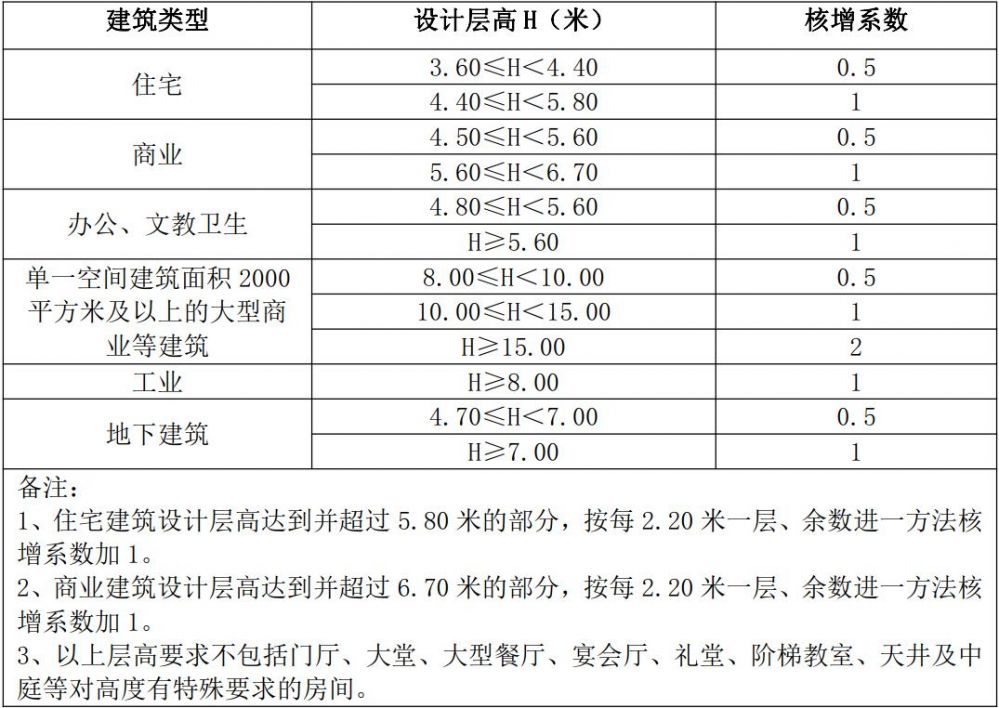 建筑类型 设计层高 H（米） 核增系数
住宅 3.60≤H＜4.40 0.5
4.40≤H＜5.80 1
商业 4.50≤H＜5.60 0.5
5.60≤H＜6.70 1
办公、文教卫生 4.80≤H＜5.60 0.5
H≥5.60 1
单一空间建筑面积 2000 8.00≤H＜10.00 0.5
平方米及以上的大型商 10.00≤H＜15.00 1
业等建筑 H≥15.00 2
工业 H≥8.00 1
地下建筑 4.70≤H＜7.00 0.5
H≥7.00 1
备注：
1、住宅建筑设计层高达到并超过 5.80 米的部分，按每 2.20 米一层、余数进一方法核
增系数加 1。
2、商业建筑设计层高达到并超过 6.70 米的部分，按每 2.20 米一层、余数进一方法核
增系数加 1。
3、以上层高要求不包括门厅、大堂、大型餐厅、宴会厅、礼堂、阶梯教室、天井及中
庭等对高度有特殊要求的房间。